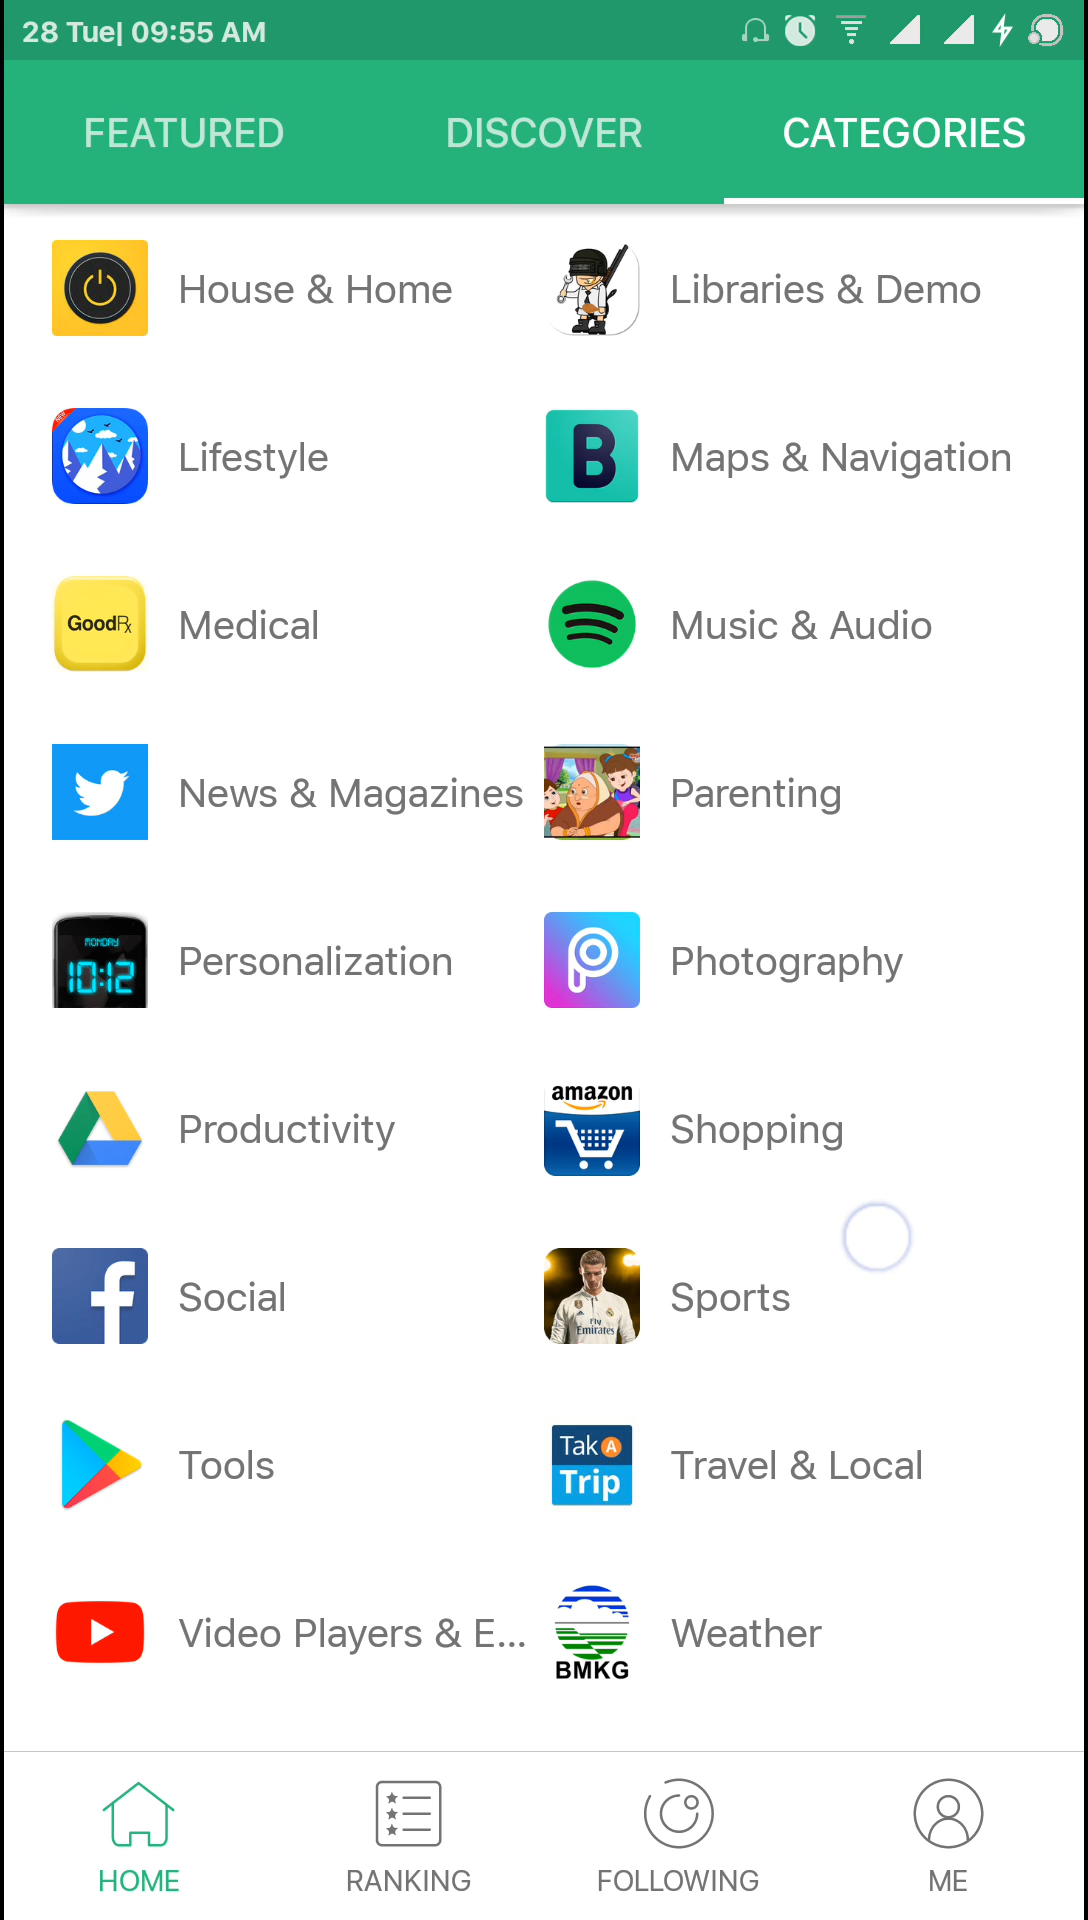 28 Tue| 09:55 AM
FEATURED DISCOVER CATEGORIES
House & Home
Libraries & Demo
NEW
Lifestyle
B
Maps & Navigation
GoodRx
Medical
Music & Audio
News & Magazines
Parenting
MONDAY
10:12
Personalization
Photography
Productivity
amazon
Shopping
Social
Fly
Emirates
Sports
Tools
Tak A
Trip
Travel & Local
Video Players & E...
BMKG
Weather
HOME RANKING FOLLOWING ME